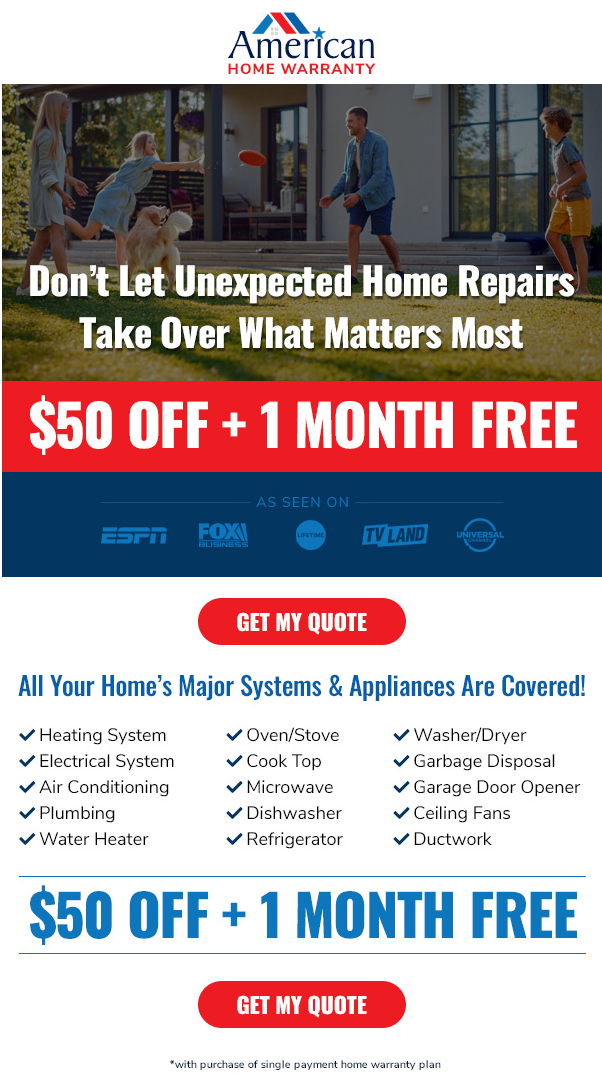 American
HOME WARRANTY
Don't Let Unexpected Home Repairs
Take Over What Matters Most
$50 OFF + 1 MONTH FREE
AS SEEN ON
ESPN FOX BUSINESS LIFETIME TV LAND UNIVERSAL CHANNEL
GET MY QUOTE
All Your Home's Major Systems & Appliances Are Covered!
Heating System
Electrical System
Air Conditioning
Plumbing
Water Heater
Oven/Stove
Cook Top
Microwave
Dishwasher
Refrigerator
Washer/Dryer
Garbage Disposal
Garage Door Opener
Ceiling Fans
Ductwork
$50 OFF + 1 MONTH FREE
GET MY QUOTE
*with purchase of single payment home warranty plan